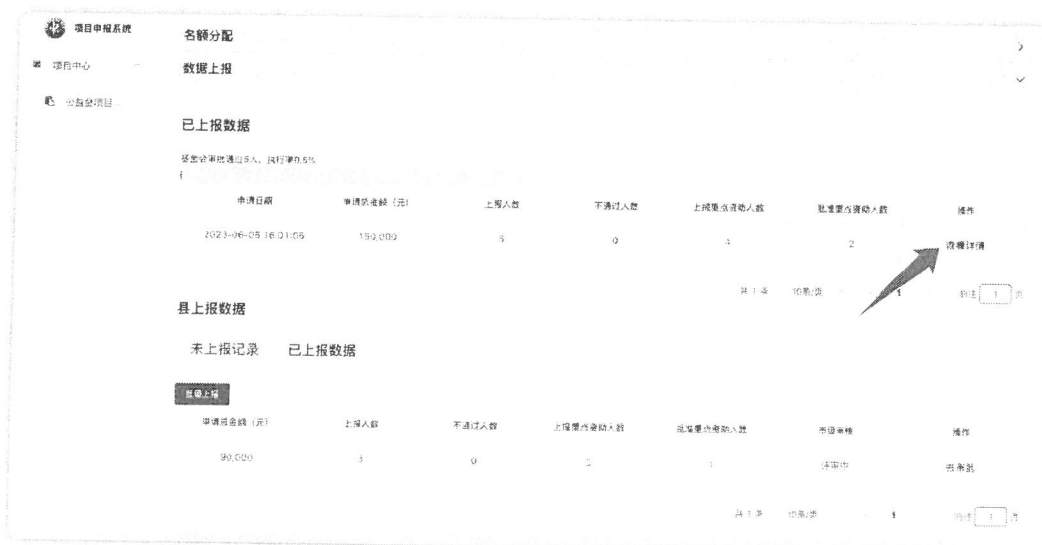 项目申报系统
名额分配
项目中心
数据上报
公益金项目
已上报数据
申请日期 申请总金额（元） 上报人数 不通过人数 上报重点资助人数 批准重点资助人数 操作
2023-06-05 16:01:06 150,000 5 0 4 2 查看详情
共 1 条 10条/页 1 前往 1 页
县上报数据
未上报记录 已上报数据
批量上报
申请总金额（元） 上报人数 不通过人数 上报重点资助人数 批准重点资助人数 市级审核 操作
90,000 3 0 1 待审批 去审批
共 1 条 10条/页 1 前往 1 页